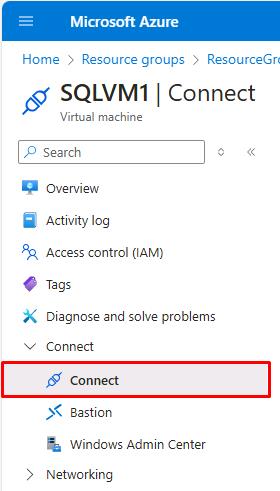 Microsoft Azure
Home > Resource groups > ResourceGro
SQLVM1 | Connect
Virtual machine
Search
Overview
Activity log
Access control (IAM)
Tags
Diagnose and solve problems
Connect
Connect
Bastion
Windows Admin Center
Networking